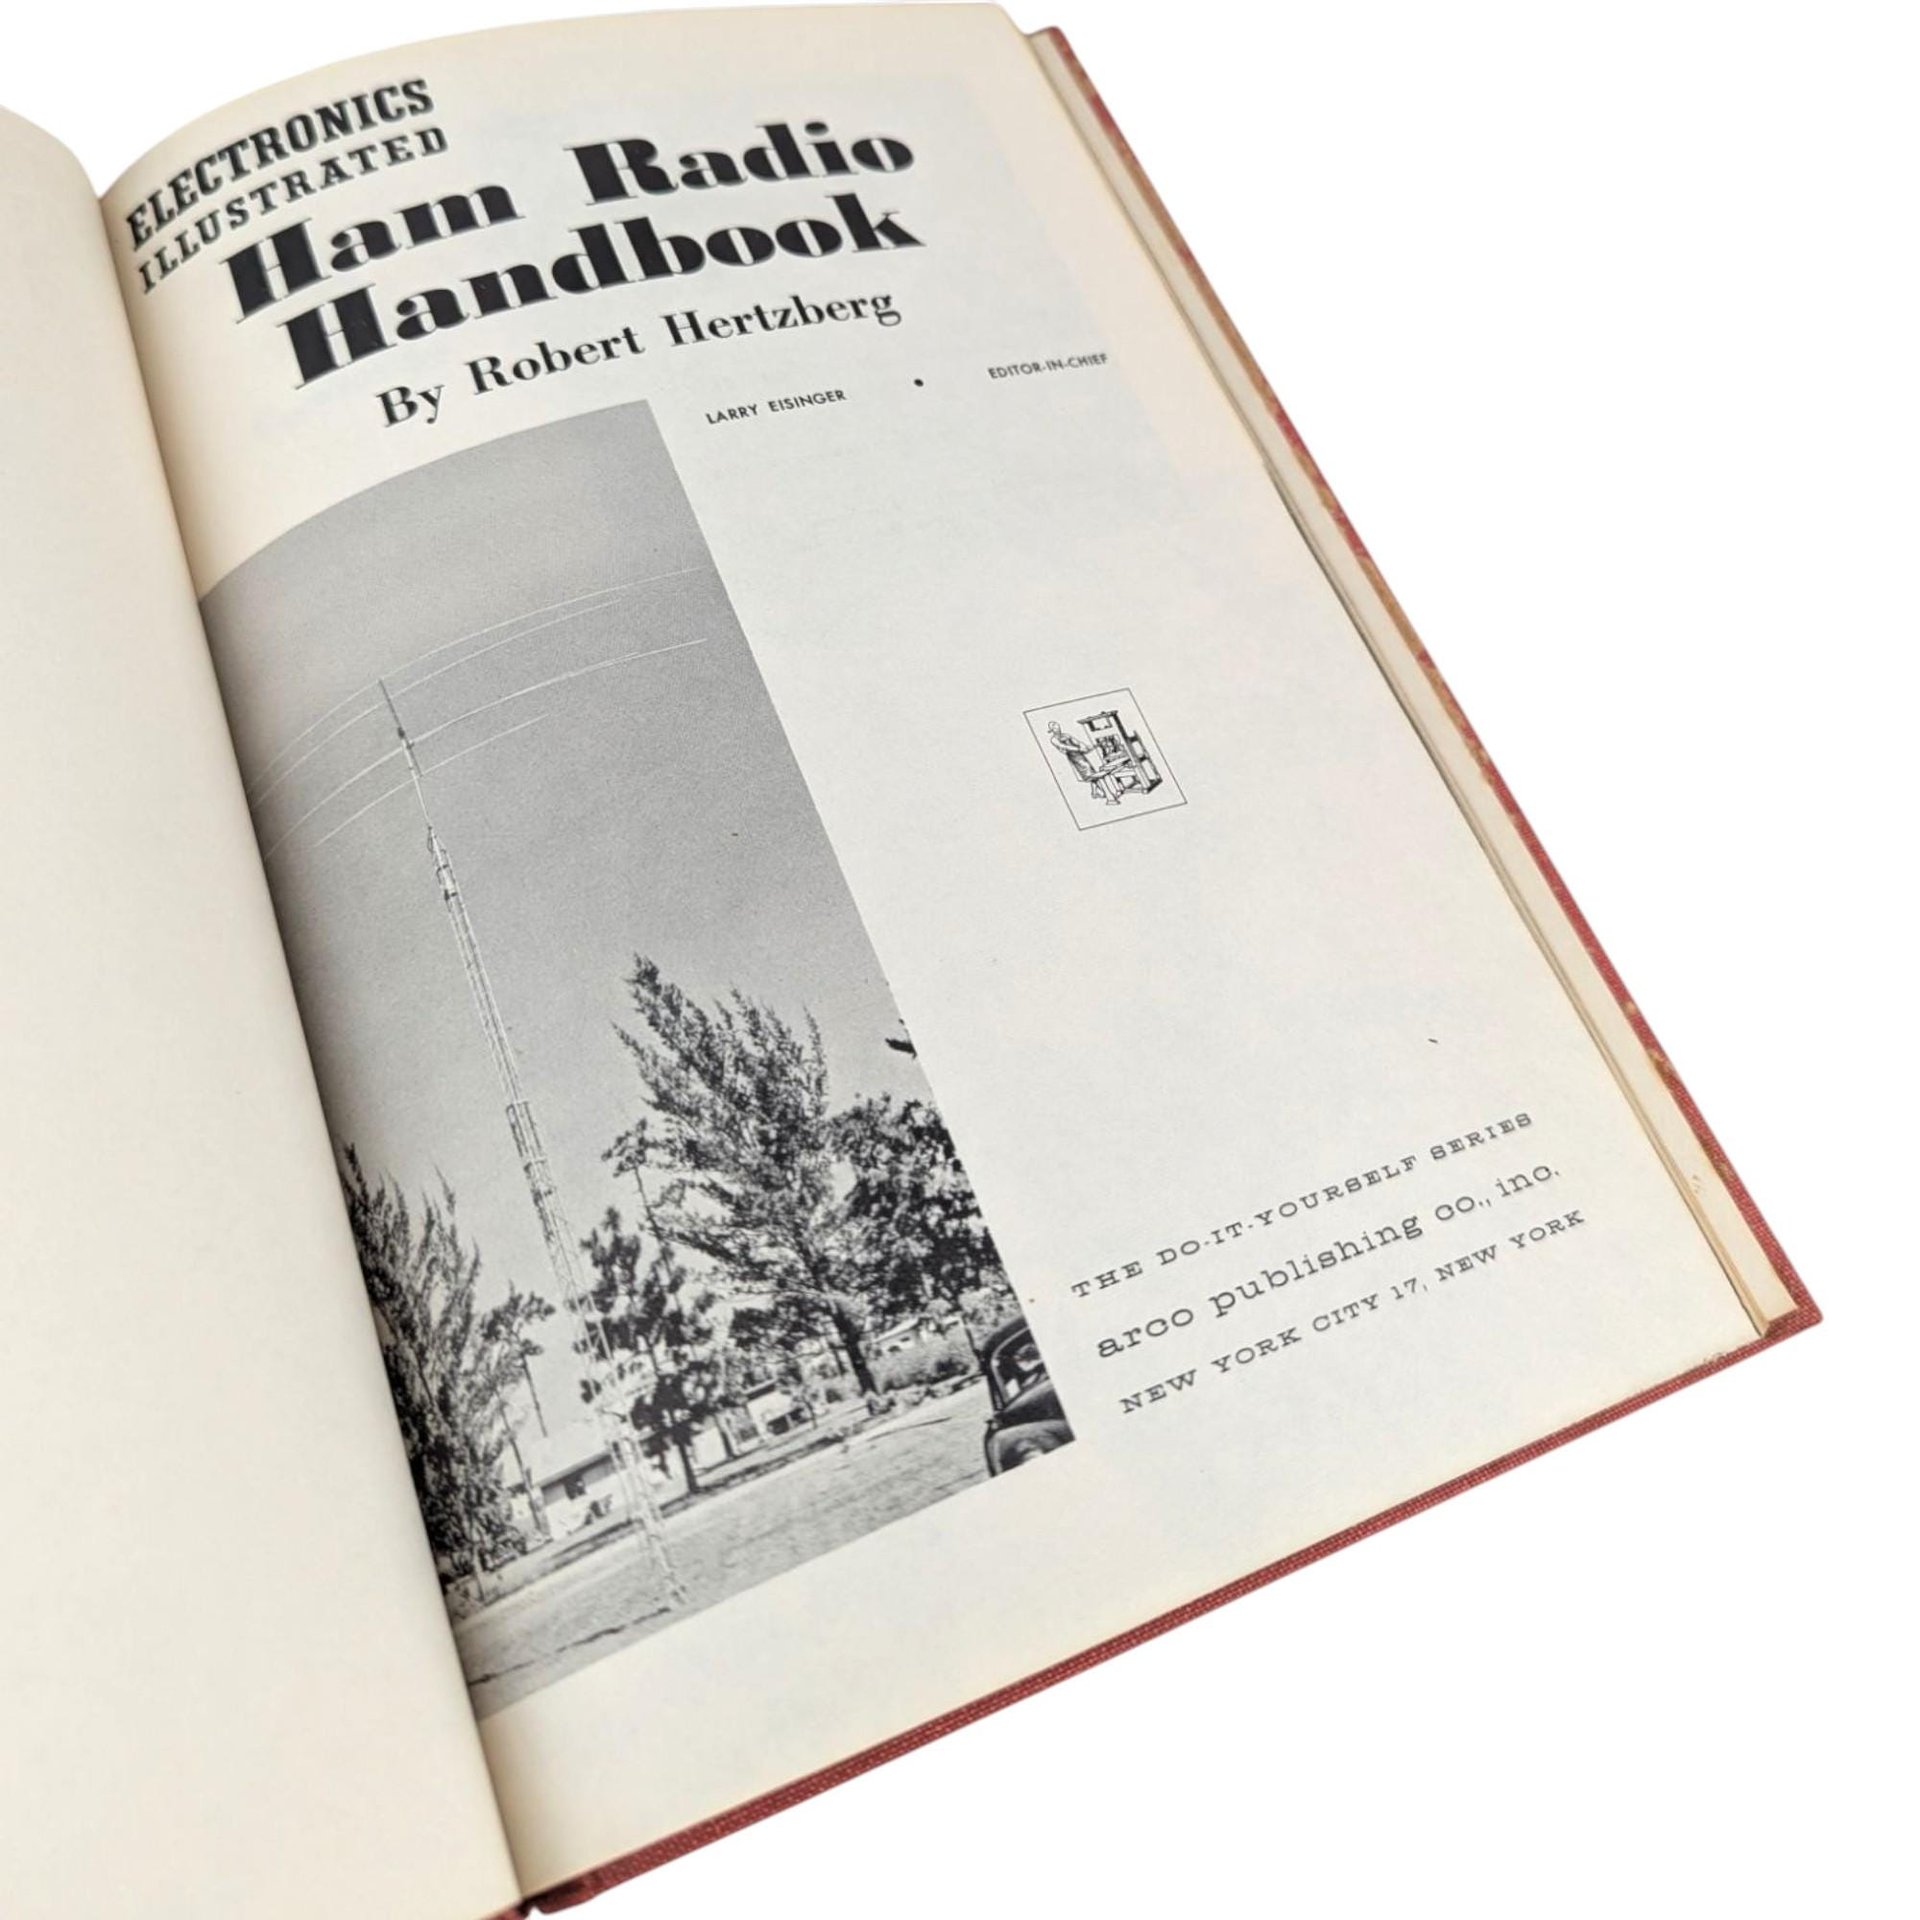 ELECTRONICS
ILLUSTRATED
Ham Radio
Handbook
By Robert Hertzberg
LARRY EISINGER • EDITOR-IN-CHIEF
THE DO-IT-YOURSELF SERIES
arco publishing co., inc.
NEW YORK CITY 17, NEW YORK